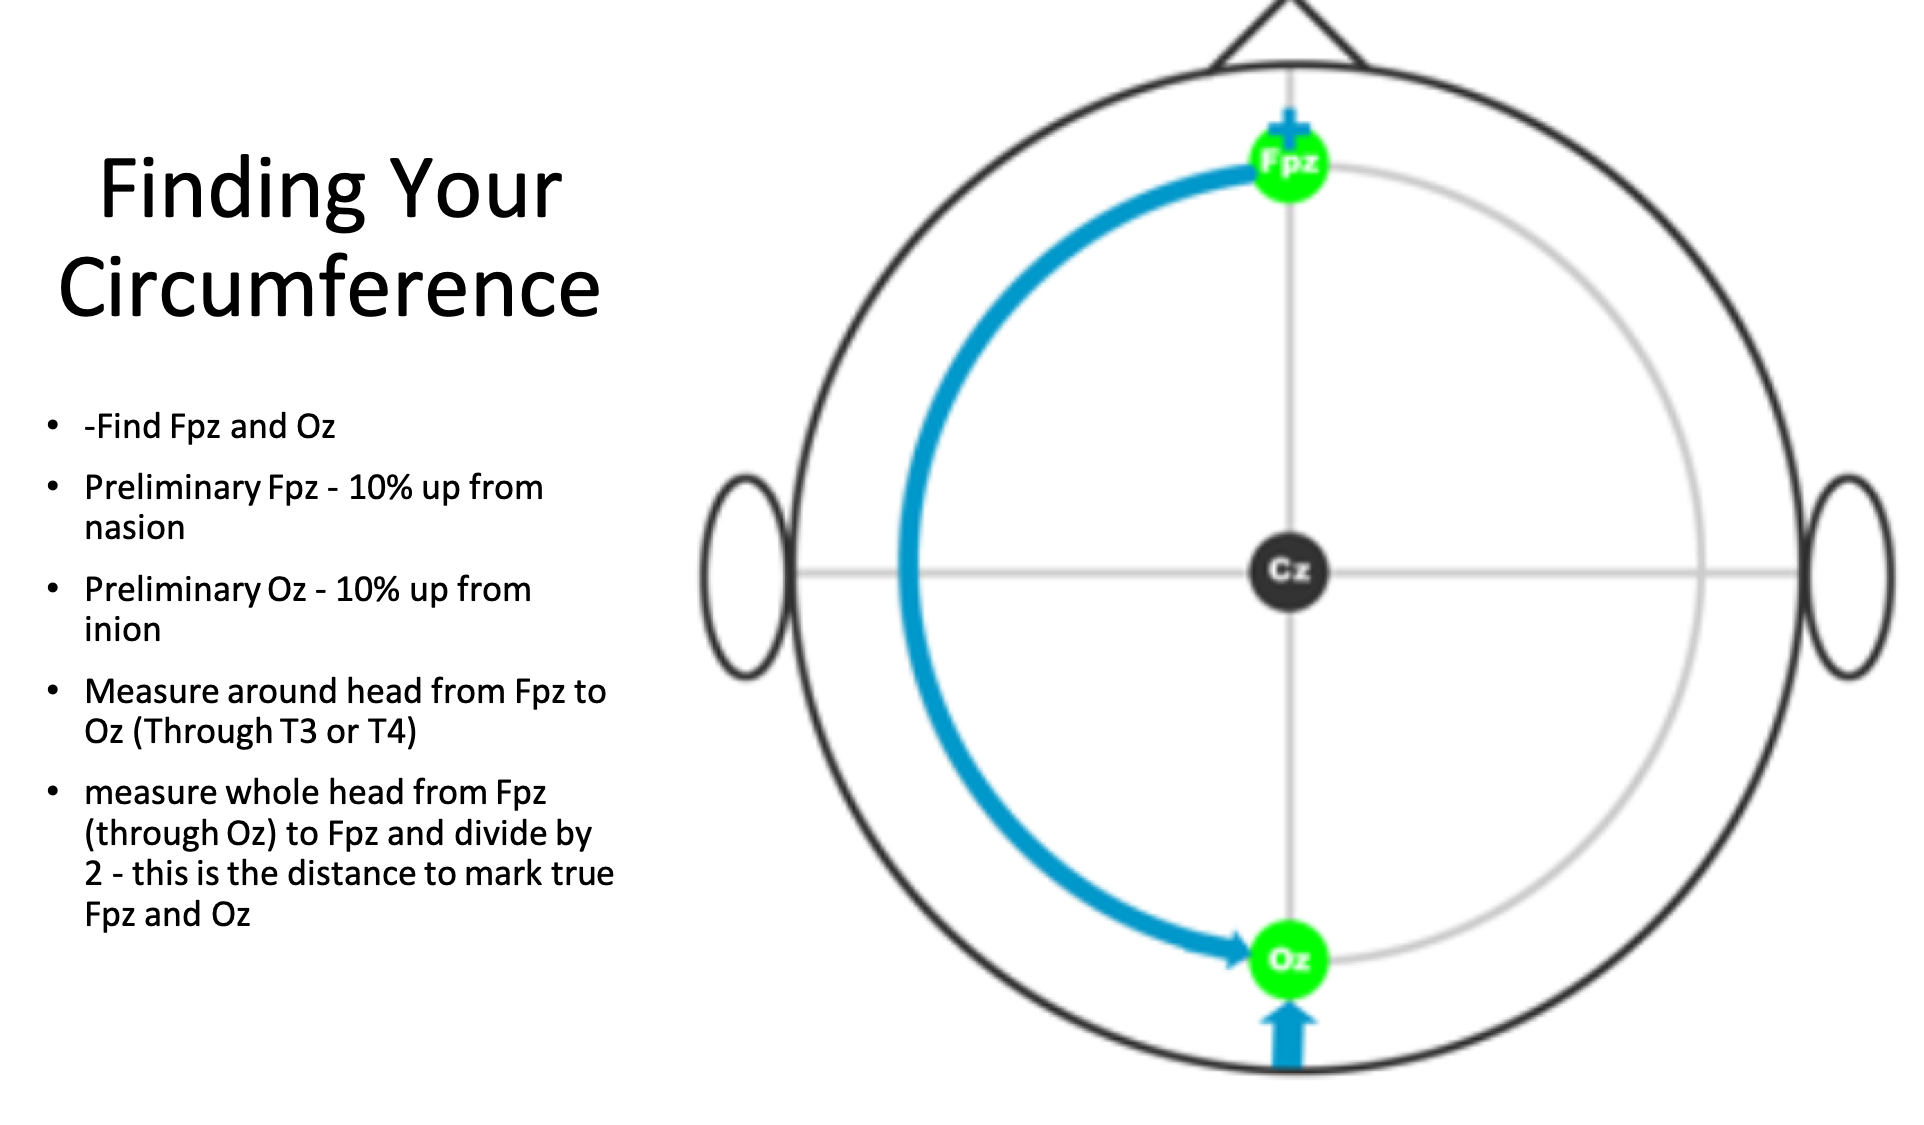 Finding Your
Circumference
• -Find Fpz and Oz
• Preliminary Fpz - 10% up from
nasion
• Preliminary Oz - 10% up from
inion
• Measure around head from Fpz to
Oz (Through T3 or T4)
• measure whole head from Fpz
(through Oz) to Fpz and divide by
2 - this is the distance to mark true
Fpz and Oz
Fpz
Cz
Oz